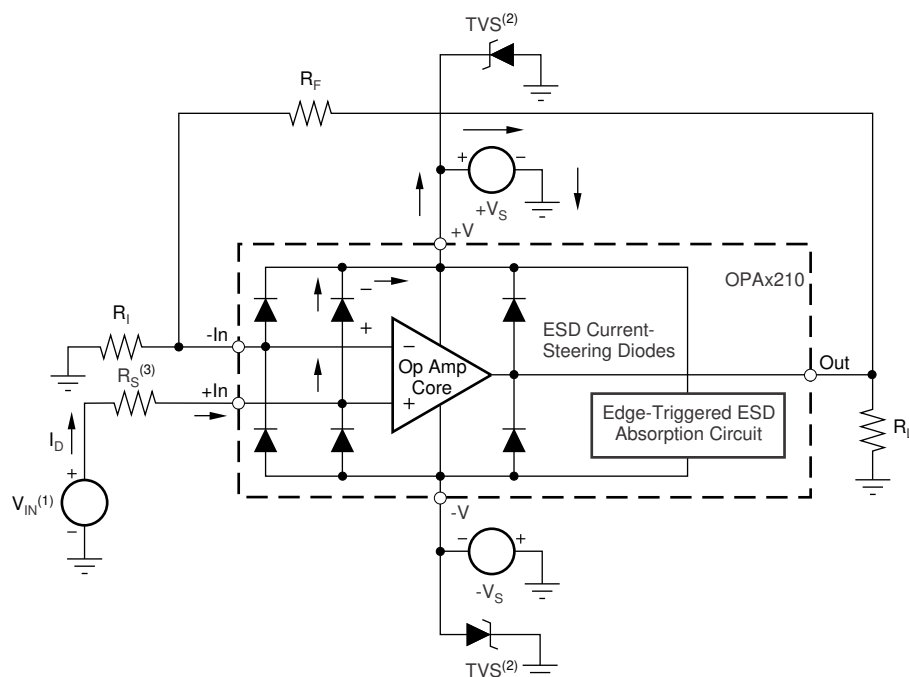 TVS(2)
RF
+ −
+VS
+V
OPAx210
−
+
RI
-In
−
ESD Current-
Steering Diodes
Op Amp
Core
Out
RS(3)
+In
+
Edge-Triggered ESD
Absorption Circuit
RL
ID
+
VIN(1)
−
-V
− +
-VS
TVS(2)